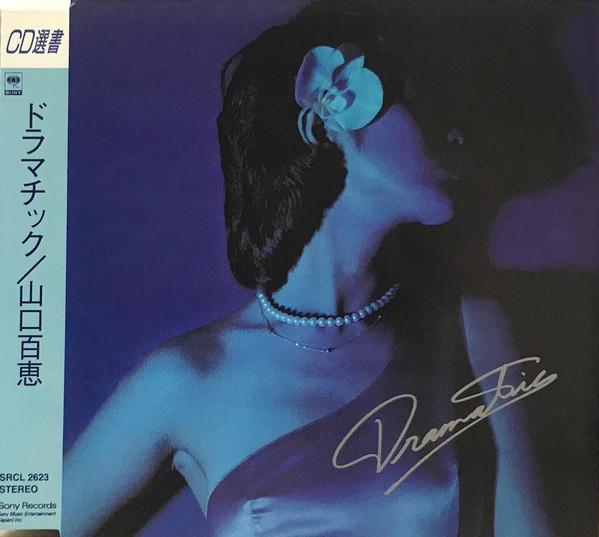 CD選書
SONY
ドラマチック/山口百恵
SRCL 2623
STEREO
Sony Records
Sony Music Entertainment
(Japan) Inc.
Dramatic